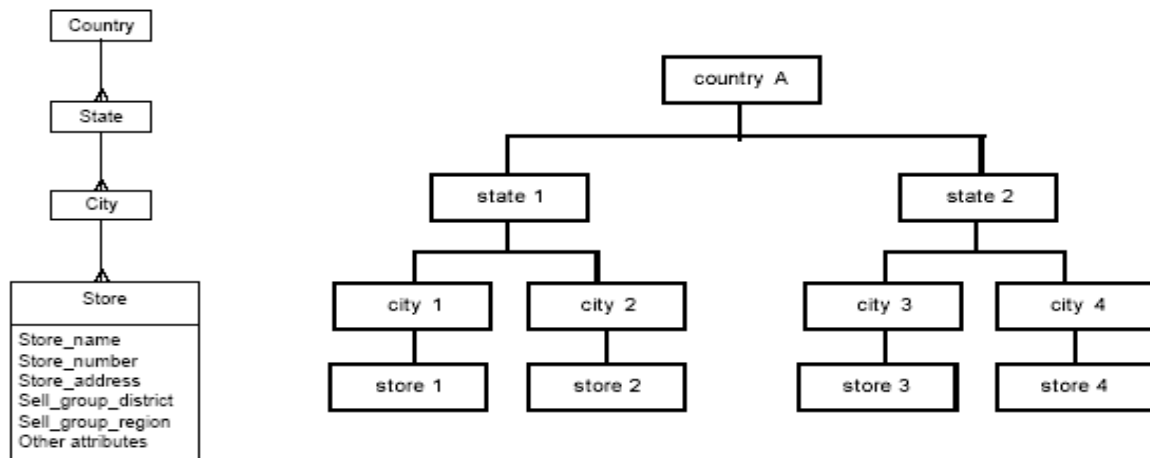 Country
State
City
Store
Store_name
Store_number
Store_address
Sell_group_district
Sell_group_region
Other attributes
country A
state 1
state 2
city 1
city 2
city 3
city 4
store 1
store 2
store 3
store 4